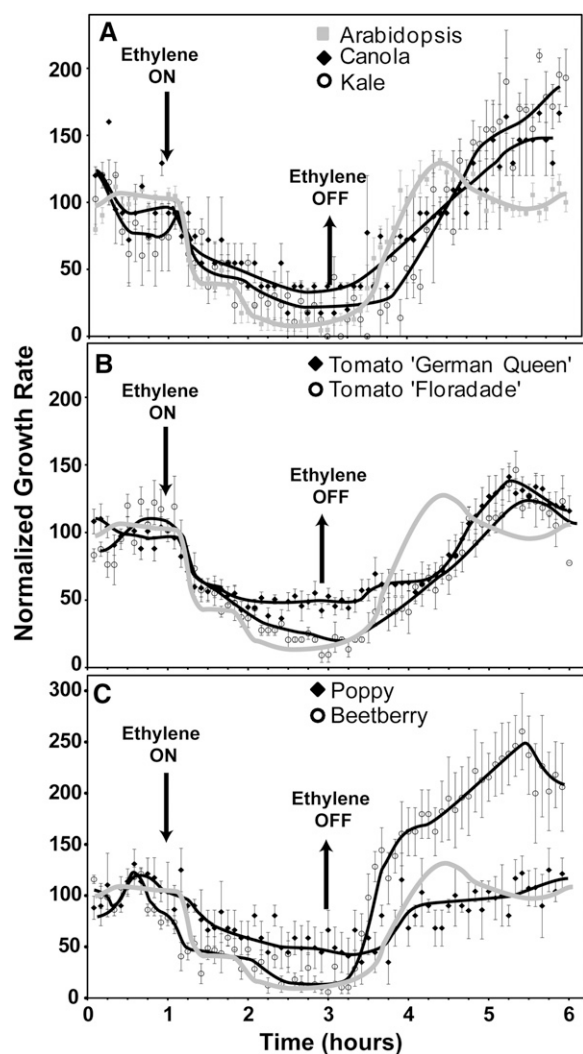 A
Arabidopsis
Canola
Kale
Ethylene
ON
Ethylene
OFF
200
150
100
50
0
B
Tomato 'German Queen'
Tomato 'Floradade'
Ethylene
ON
Ethylene
OFF
200
150
100
50
0
Normalized Growth Rate
C
Poppy
Beetberry
Ethylene
ON
Ethylene
OFF
300
250
200
150
100
50
0
0 1 2 3 4 5 6
Time (hours)